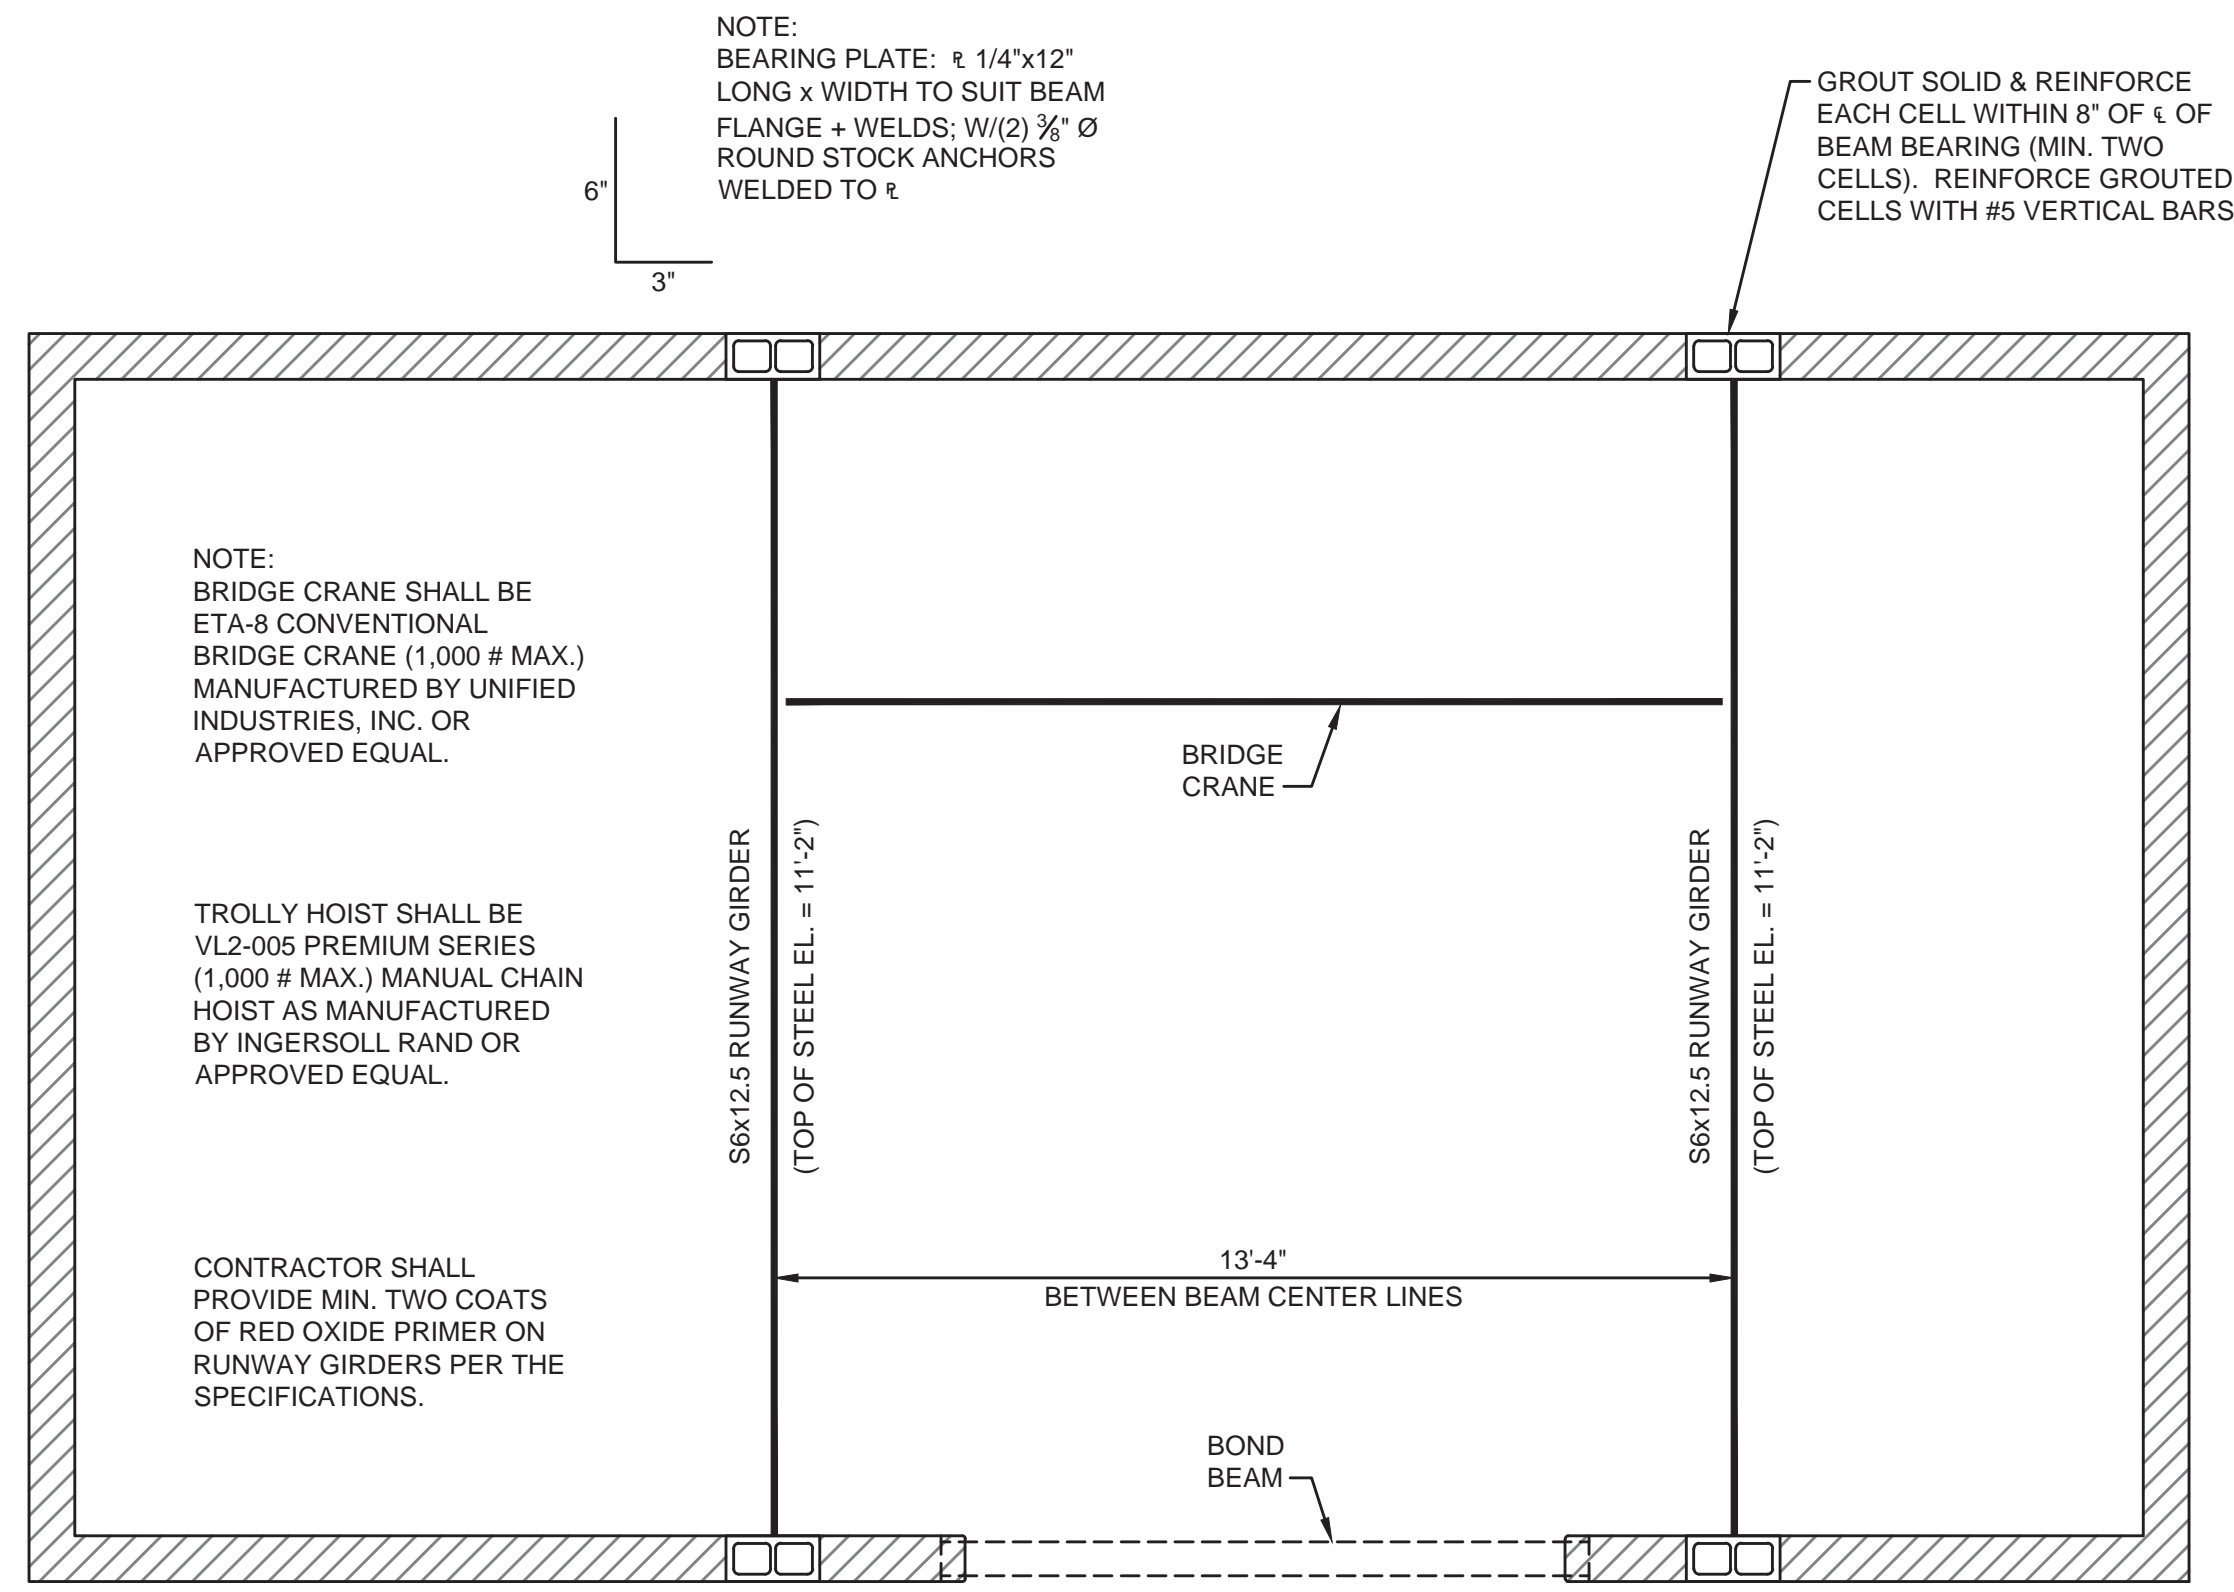 NOTE:
BEARING PLATE: ℄ 1/4"x12"
LONG x WIDTH TO SUIT BEAM
FLANGE + WELDS; W/(2) 3/8" Ø
ROUND STOCK ANCHORS
WELDED TO ℄
6"
3"
GROUT SOLID & REINFORCE
EACH CELL WITHIN 8" OF ℄ OF
BEAM BEARING (MIN. TWO
CELLS). REINFORCE GROUTED
CELLS WITH #5 VERTICAL BARS
NOTE:
BRIDGE CRANE SHALL BE
ETA-8 CONVENTIONAL
BRIDGE CRANE (1,000 # MAX.)
MANUFACTURED BY UNIFIED
INDUSTRIES, INC. OR
APPROVED EQUAL.
TROLLY HOIST SHALL BE
VL2-005 PREMIUM SERIES
(1,000 # MAX.) MANUAL CHAIN
HOIST AS MANUFACTURED
BY INGERSOLL RAND OR
APPROVED EQUAL.
CONTRACTOR SHALL
PROVIDE MIN. TWO COATS
OF RED OXIDE PRIMER ON
RUNWAY GIRDERS PER THE
SPECIFICATIONS.
S6x12.5 RUNWAY GIRDER
(TOP OF STEEL EL. = 11'-2")
BRIDGE
CRANE
13'-4"
BETWEEN BEAM CENTER LINES
BOND
BEAM
S6x12.5 RUNWAY GIRDER
(TOP OF STEEL EL. = 11'-2")